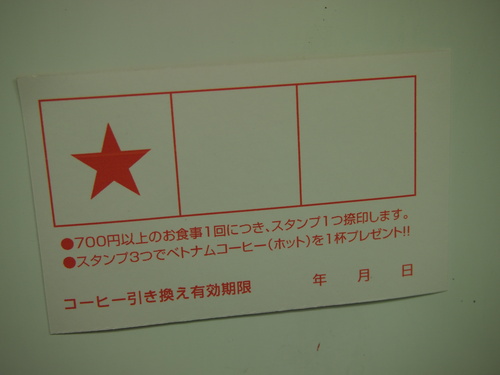 ●700円以上のお食事1回につき、スタンプ1つ捺印します。
●スタンプ3つでベトナムコーヒー(ホット)を1杯プレゼント!!
コーヒー引き換え有効期限 年 月 日